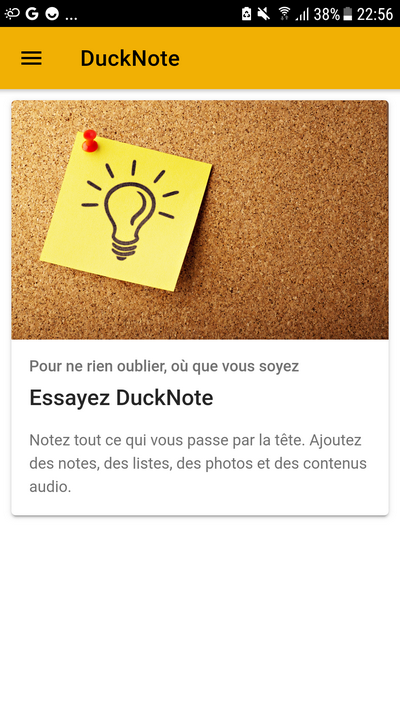 ... 38% 22:56
DuckNote
Pour ne rien oublier, où que vous soyez
Essayez DuckNote
Notez tout ce qui vous passe par la tête. Ajoutez
des notes, des listes, des photos et des contenus
audio.